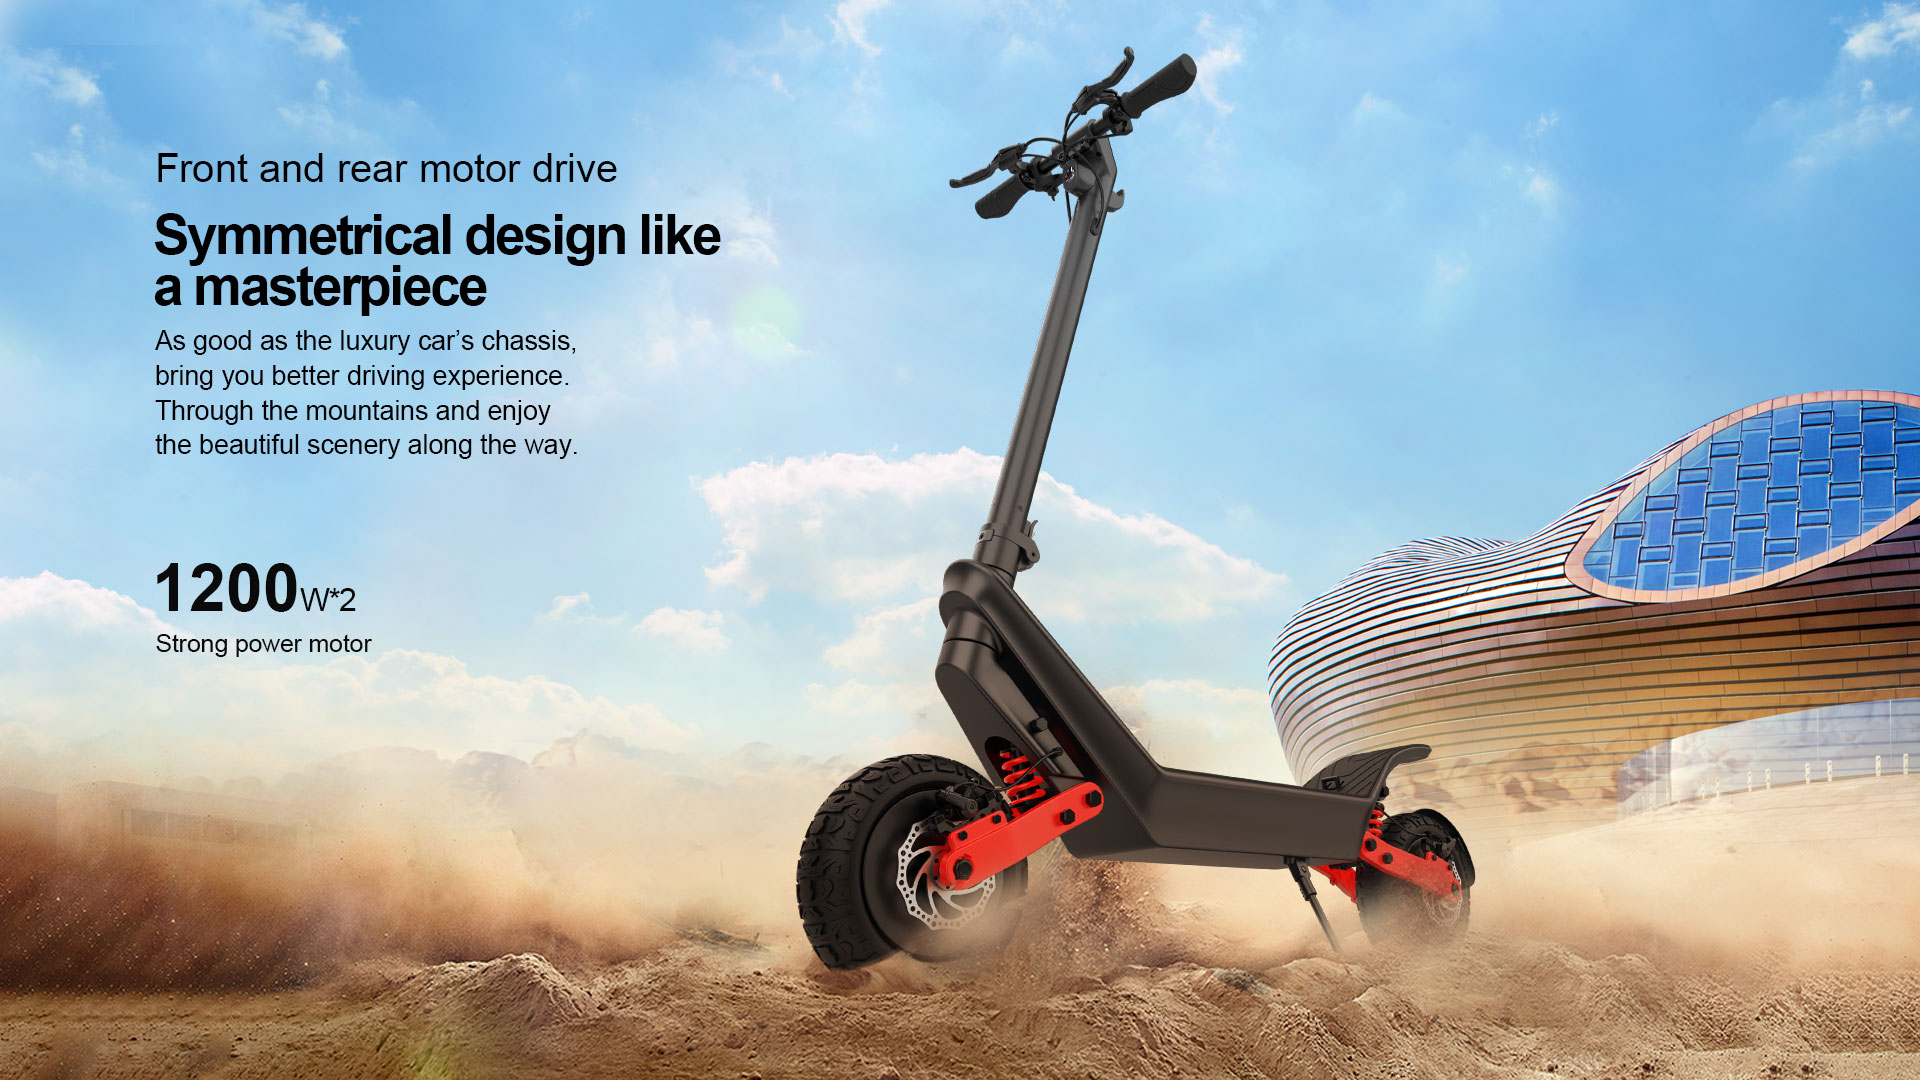 Front and rear motor drive
Symmetrical design like
a masterpiece
As good as the luxury car’s chassis,
bring you better driving experience.
Through the mountains and enjoy
the beautiful scenery along the way.
1200W*2
Strong power motor